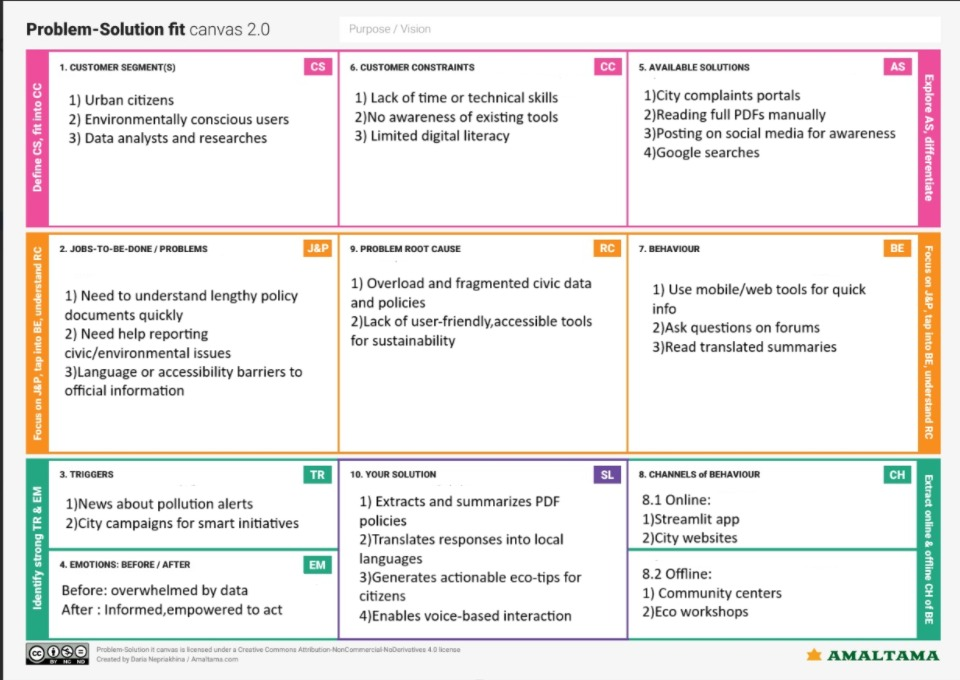 Problem-Solution fit canvas 2.0
Purpose / Vision
Define CS, fit into CC
1. CUSTOMER SEGMENT(S)
CS
1) Urban citizens
2) Environmentally conscious users
3) Data analysts and researches
6. CUSTOMER CONSTRAINTS
CC
1) Lack of time or technical skills
2)No awareness of existing tools
3) Limited digital literacy
5. AVAILABLE SOLUTIONS
AS
1)City complaints portals
2)Reading full PDFs manually
3)Posting on social media for awareness
4)Google searches
Explore AS, differentiate
Focus on J&P, tap into BE, understand RC
2. JOBS-TO-BE-DONE / PROBLEMS
J&P
1) Need to understand lengthy policy
documents quickly
2) Need help reporting
civic/environmental issues
3)Language or accessibility barriers to
official information
9. PROBLEM ROOT CAUSE
RC
1) Overload and fragmented civic data
and policies
2)Lack of user-friendly,accessible tools
for sustainability
7. BEHAVIOUR
BE
1) Use mobile/web tools for quick
info
2)Ask questions on forums
3)Read translated summaries
Focus on J&P, tap into BE, understand RC
Identify strong TR & EM
3. TRIGGERS
TR
1)News about pollution alerts
2)City campaigns for smart initiatives
4. EMOTIONS: BEFORE / AFTER
EM
Before: overwhelmed by data
After : Informed,empowered to act
10. YOUR SOLUTION
SL
1) Extracts and summarizes PDF
policies
2)Translates responses into local
languages
3)Generates actionable eco-tips for
citizens
4)Enables voice-based interaction
8. CHANNELS of BEHAVIOUR
CH
8.1 Online:
1)Streamlit app
2)City websites
8.2 Offline:
1) Community centers
2)Eco workshops
Extract online & offline CH of BE
CC
BY NC ND
Problem-Solution fit canvas is licensed under a Creative Commons Attribution-NonCommercial-NoDerivatives 4.0 license
Created by Daria Nepriakhina / Amaltama.com
AMALTAMA